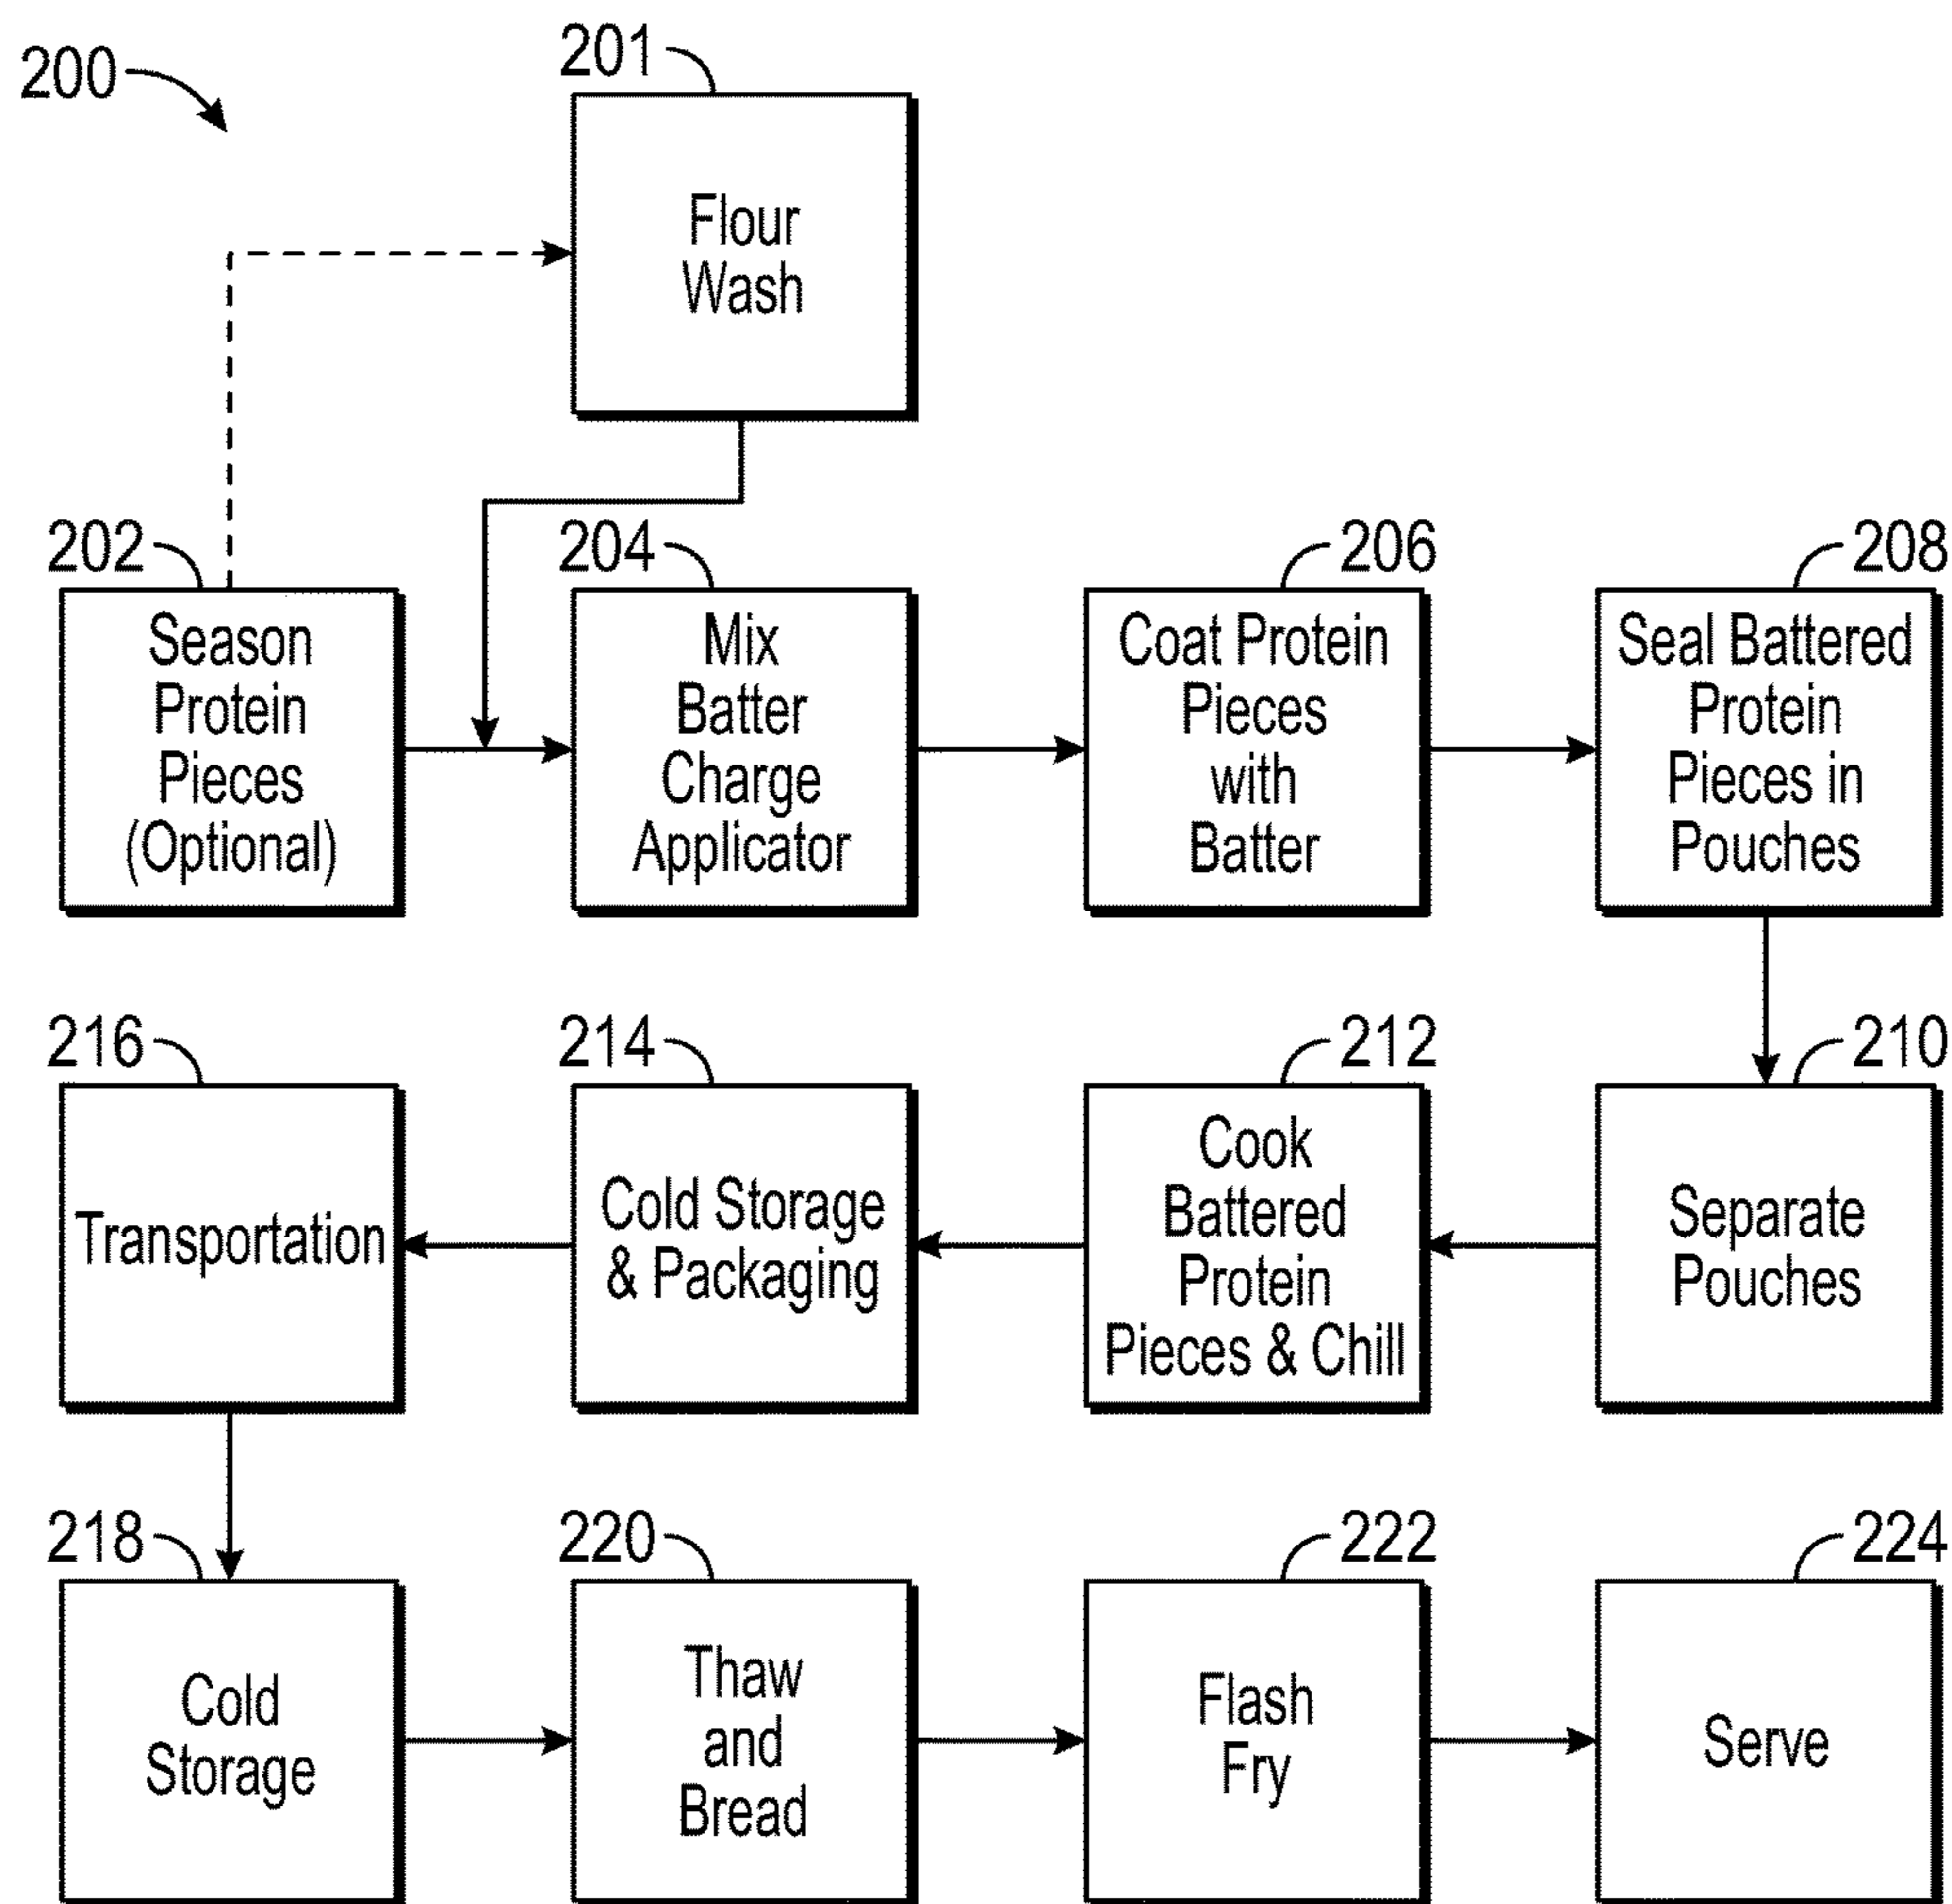 200
201
Flour
Wash
202
Season
Protein
Pieces
(Optional)
204
Mix
Batter
Charge
Applicator
206
Coat Protein
Pieces
with
Batter
208
Seal Battered
Protein
Pieces in
Pouches
216
Transportation
214
Cold Storage
& Packaging
212
Cook
Battered
Protein
Pieces & Chill
210
Separate
Pouches
218
Cold
Storage
220
Thaw
and
Bread
222
Flash
Fry
224
Serve